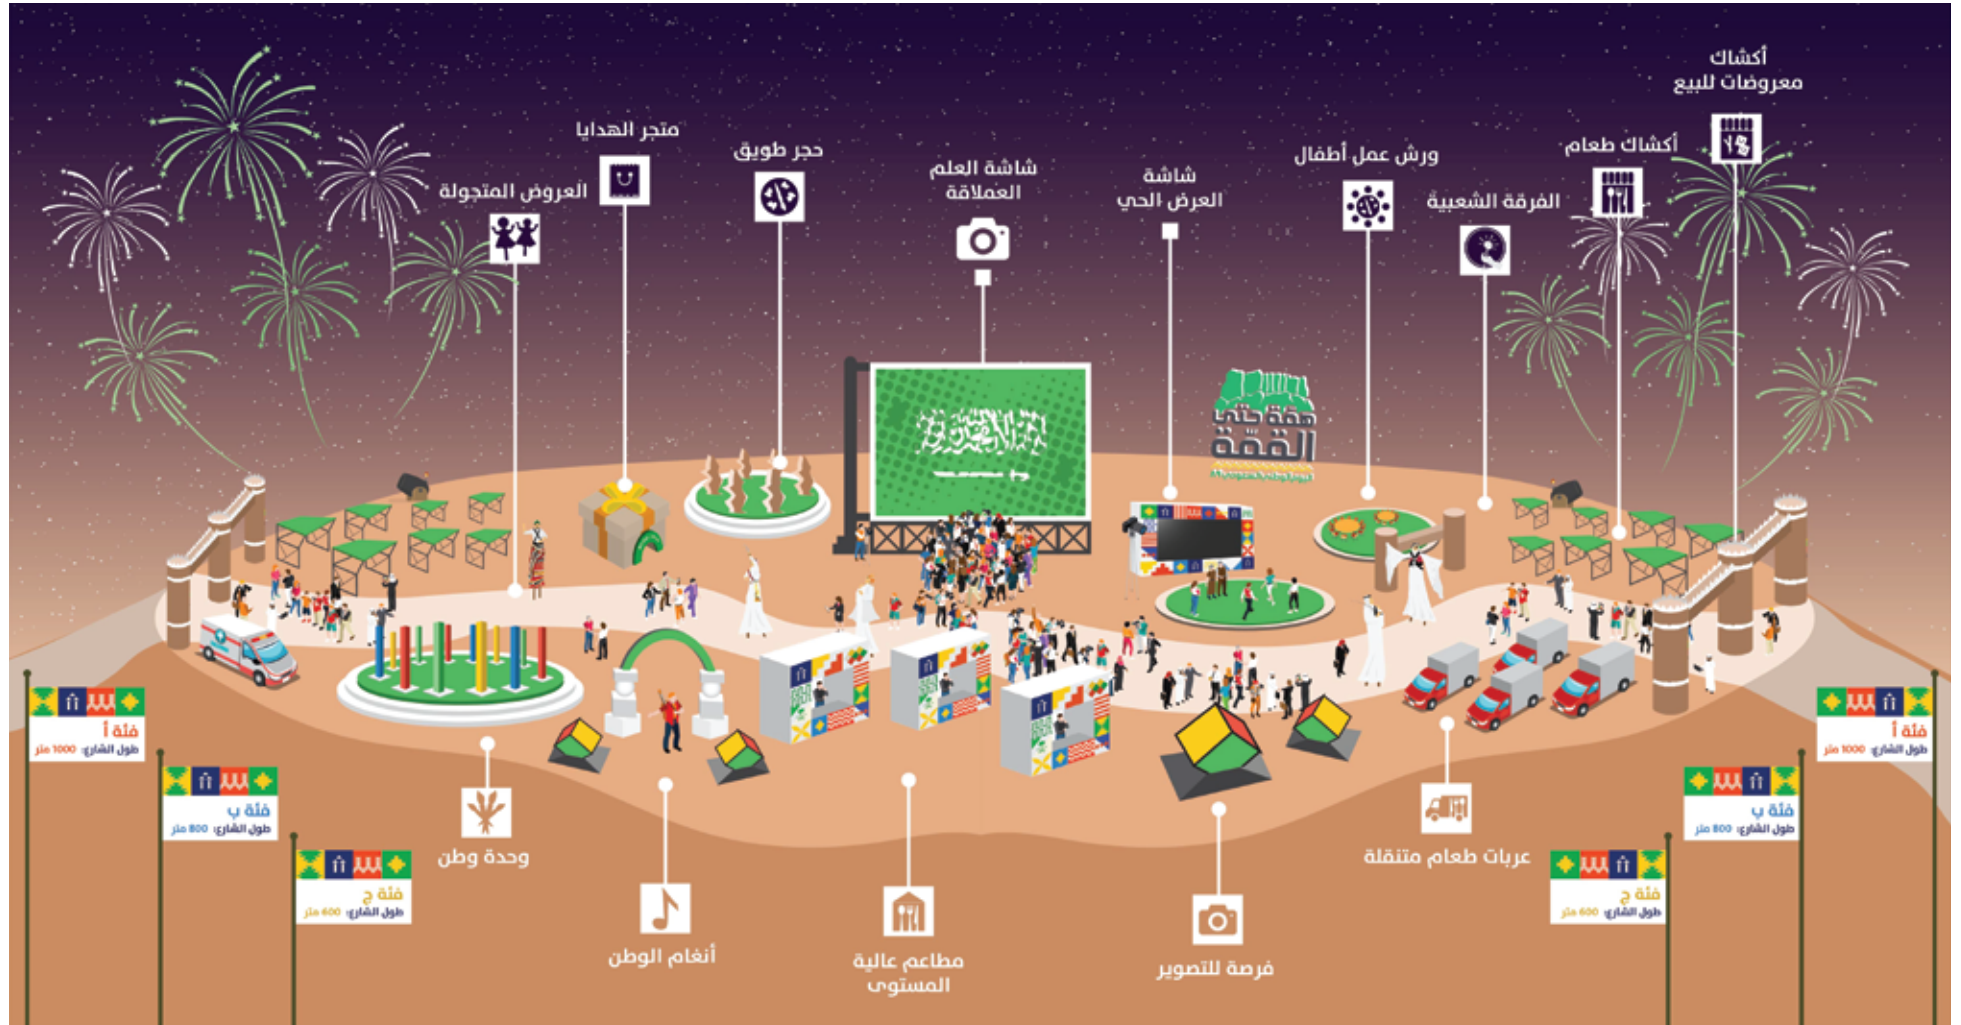 أكشاك
معروضات للبيع
أكشاك طعام
الفرقة الشعبية
ورش عمل أطفال
شاشة
العرض الحي
شاشة العلم
العملاقة
حجر طويق
متجر الهدايا
العروض المتجولة
همة حتى
القمة
فئة أ
طول الشارع: 1000 متر
فئة ب
طول الشارع: 800 متر
فئة ج
طول الشارع: 600 متر
عربات طعام متنقلة
فرصة للتصوير
مطاعم عالية
المستوى
أنغام الوطن
وحدة وطن
فئة أ
طول الشارع: 1000 متر
فئة ب
طول الشارع: 800 متر
فئة ج
طول الشارع: 600 متر